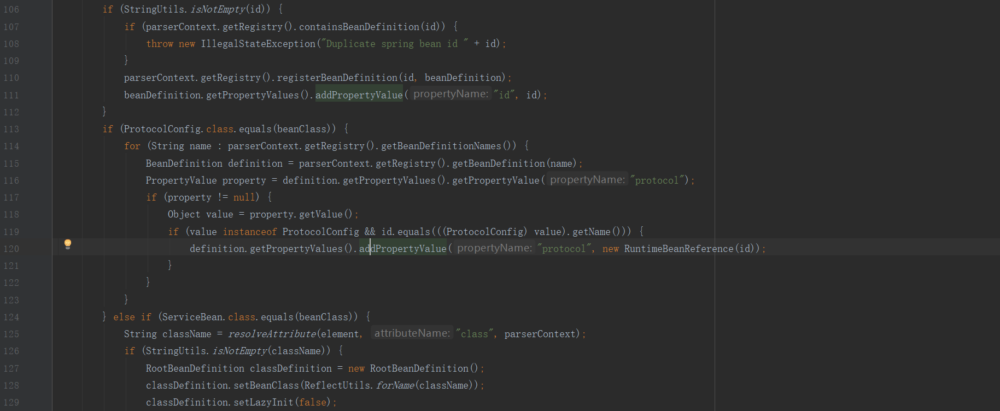 106 if (StringUtils.isNotEmpty(id)) {
107 if (parserContext.getRegistry().containsBeanDefinition(id)) {
108 throw new IllegalStateException("Duplicate spring bean id " + id);
109 }
110 parserContext.getRegistry().registerBeanDefinition(id, beanDefinition);
111 beanDefinition.getPropertyValues().addPropertyValue( propertyName: "id", id);
112 }
113 if (ProtocolConfig.class.equals(beanClass)) {
114 for (String name : parserContext.getRegistry().getBeanDefinitionNames()) {
115 BeanDefinition definition = parserContext.getRegistry().getBeanDefinition(name);
116 PropertyValue property = definition.getPropertyValues().getPropertyValue( propertyName: "protocol");
117 if (property != null) {
118 Object value = property.getValue();
119 if (value instanceof ProtocolConfig && id.equals(((ProtocolConfig) value).getName())) {
120 definition.getPropertyValues().addPropertyValue( propertyName: "protocol", new RuntimeBeanReference(id));
121 }
122 }
123 }
124 } else if (ServiceBean.class.equals(beanClass)) {
125 String className = resolveAttribute(element, attributeName: "class", parserContext);
126 if (StringUtils.isNotEmpty(className)) {
127 RootBeanDefinition classDefinition = new RootBeanDefinition();
128 classDefinition.setBeanClass(ReflectUtils.forName(className));
129 classDefinition.setLazyInit(false);